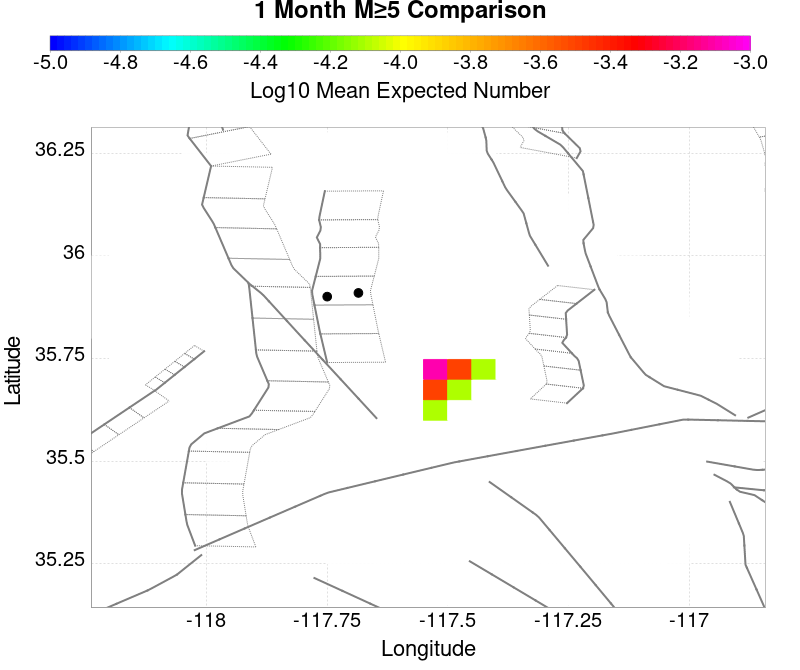 1 Month M≥5 Comparison
-5.0 -4.8 -4.6 -4.4 -4.2 -4.0 -3.8 -3.6 -3.4 -3.2 -3.0
Log10 Mean Expected Number
36.25
36
35.75
35.5
35.25
Latitude
-118 -117.75 -117.5 -117.25 -117
Longitude